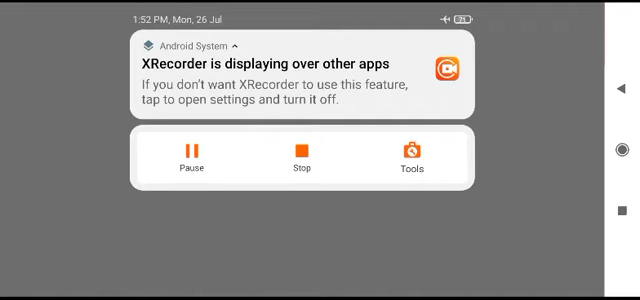 1:52 PM, Mon, 26 Jul
71
Android System
XRecorder is displaying over other apps
If you don't want XRecorder to use this feature,
tap to open settings and turn it off.
Pause
Stop
Tools